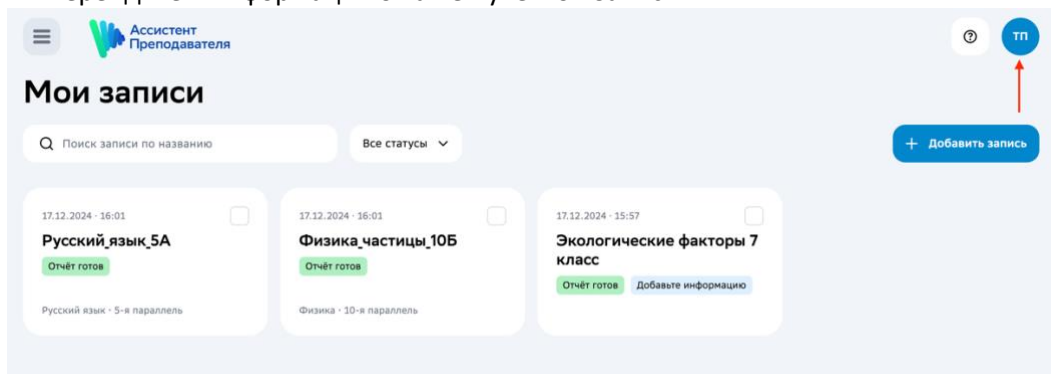 Ассистент
Преподавателя
ТП
Мои записи
Поиск записи по названию
Все статусы
+ Добавить запись
17.12.2024 · 16:01
Русский_язык_5А
Отчёт готов
Русский язык · 5-я параллель
17.12.2024 · 16:01
Физика_частицы_10Б
Отчёт готов
Физика · 10-я параллель
17.12.2024 · 15:57
Экологические факторы 7
класс
Отчёт готов
Добавьте информацию